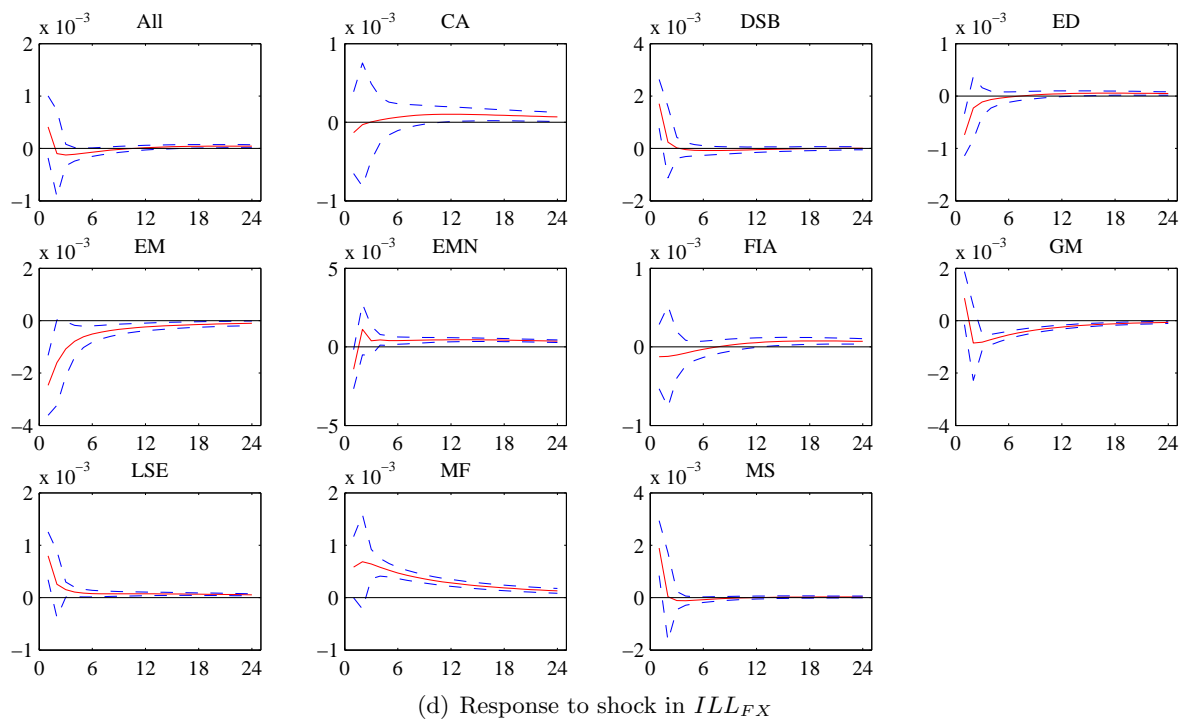 All CA DSB ED
x 10⁻³ x 10⁻³ x 10⁻³ x 10⁻³
2 1 4 1
1 2 0
0 0 0 −1
−1 −1 −2 −2
0 6 12 18 24 0 6 12 18 24 0 6 12 18 24 0 6 12 18 24
EM EMN FIA GM
x 10⁻³ x 10⁻³ x 10⁻³ x 10⁻³
2 5 1 2
0 0 0 0
−2 −2
−4 −5 −1 −4
0 6 12 18 24 0 6 12 18 24 0 6 12 18 24 0 6 12 18 24
LSE MF MS
x 10⁻³ x 10⁻³ x 10⁻³
2 2 4
1 1 2
0 0 0
−1 −1 −2
0 6 12 18 24 0 6 12 18 24 0 6 12 18 24
(d) Response to shock in ILL_FX